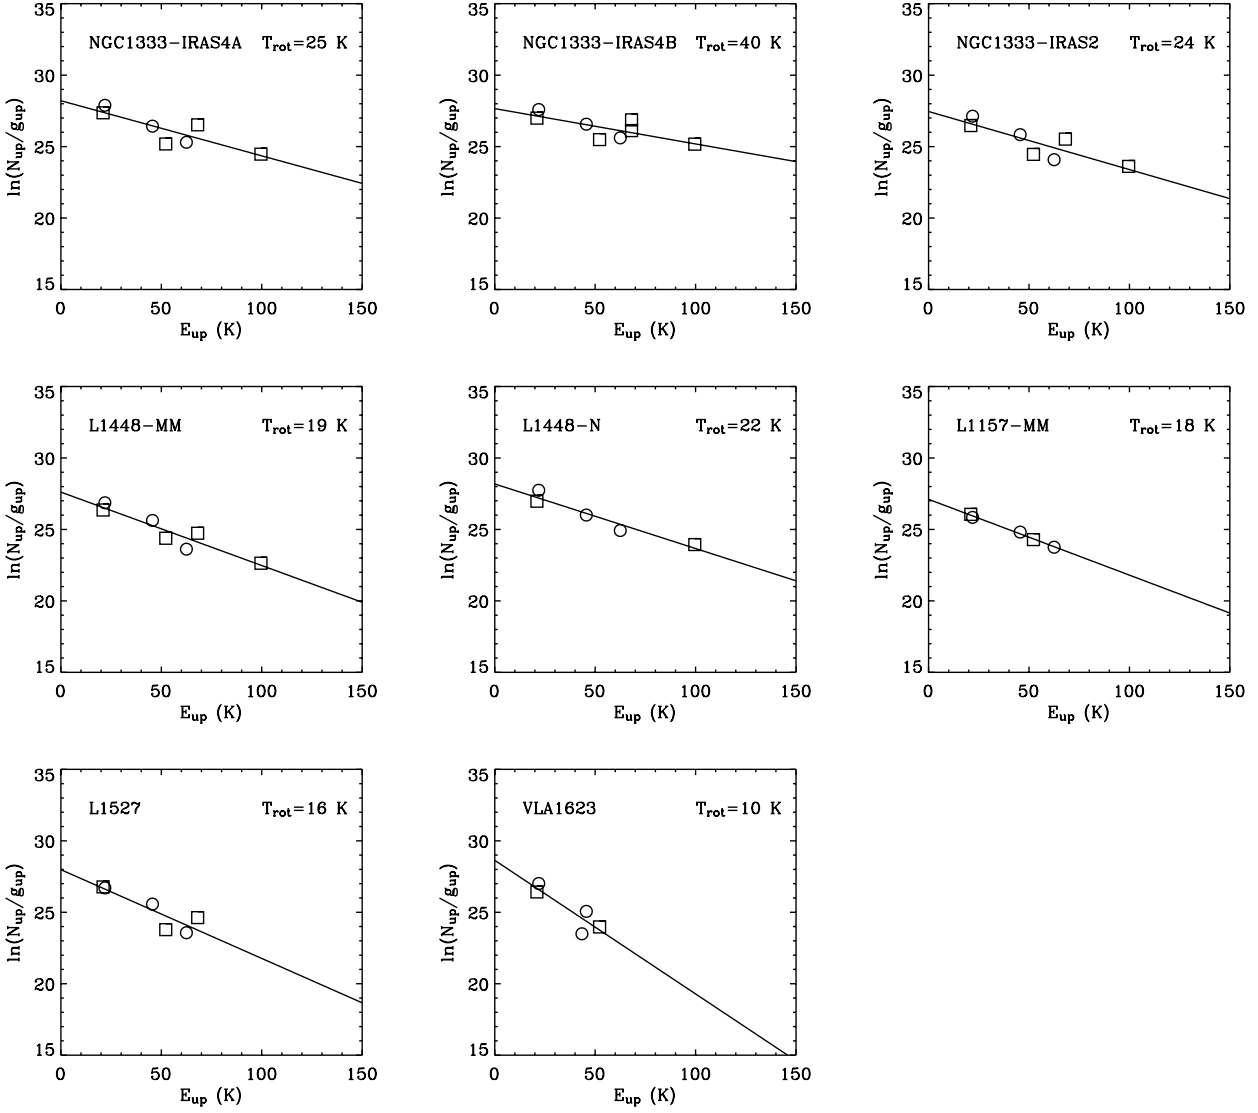 NGC1333-IRAS4A T_rot=25 K
35
30
25
20
15
ln(N_up/g_up)
0 50 100 150
E_up (K)
NGC1333-IRAS4B T_rot=40 K
35
30
25
20
15
ln(N_up/g_up)
0 50 100 150
E_up (K)
NGC1333-IRAS2 T_rot=24 K
35
30
25
20
15
ln(N_up/g_up)
0 50 100 150
E_up (K)
L1448-MM T_rot=19 K
35
30
25
20
15
ln(N_up/g_up)
0 50 100 150
E_up (K)
L1448-N T_rot=22 K
35
30
25
20
15
ln(N_up/g_up)
0 50 100 150
E_up (K)
L1157-MM T_rot=18 K
35
30
25
20
15
ln(N_up/g_up)
0 50 100 150
E_up (K)
L1527 T_rot=16 K
35
30
25
20
15
ln(N_up/g_up)
0 50 100 150
E_up (K)
VLA1623 T_rot=10 K
35
30
25
20
15
ln(N_up/g_up)
0 50 100 150
E_up (K)